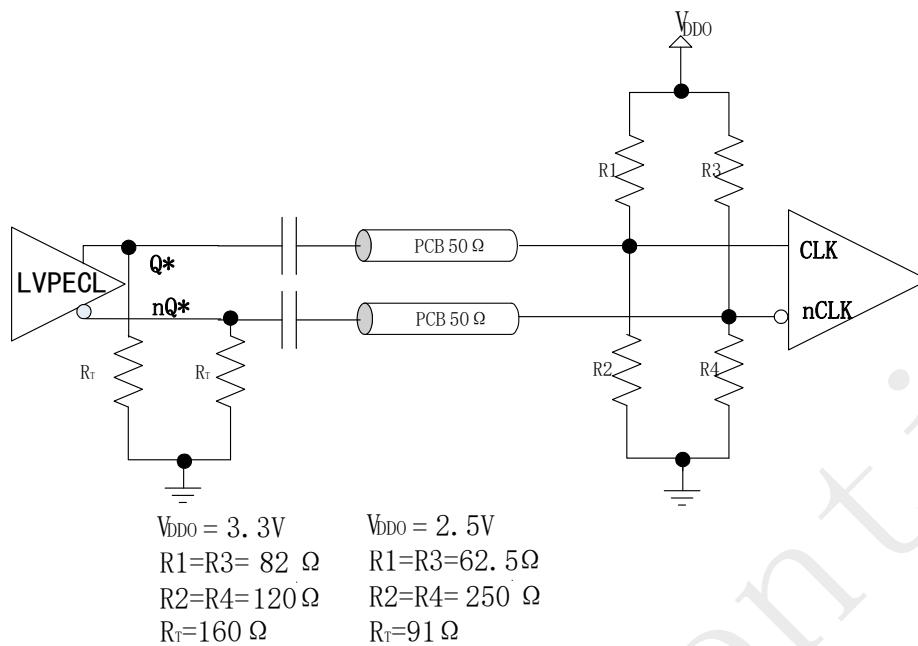 VDDO
R1
R3
PCB 50 Ω
CLK
Q*
LVPECL
nQ*
nCLK
PCB 50 Ω
RT
RT
R2
R4
VDDO = 3.3V
R1=R3= 82 Ω
R2=R4=120Ω
RT=160 Ω
VDDO = 2.5V
R1=R3=62.5Ω
R2=R4= 250 Ω
RT=91 Ω